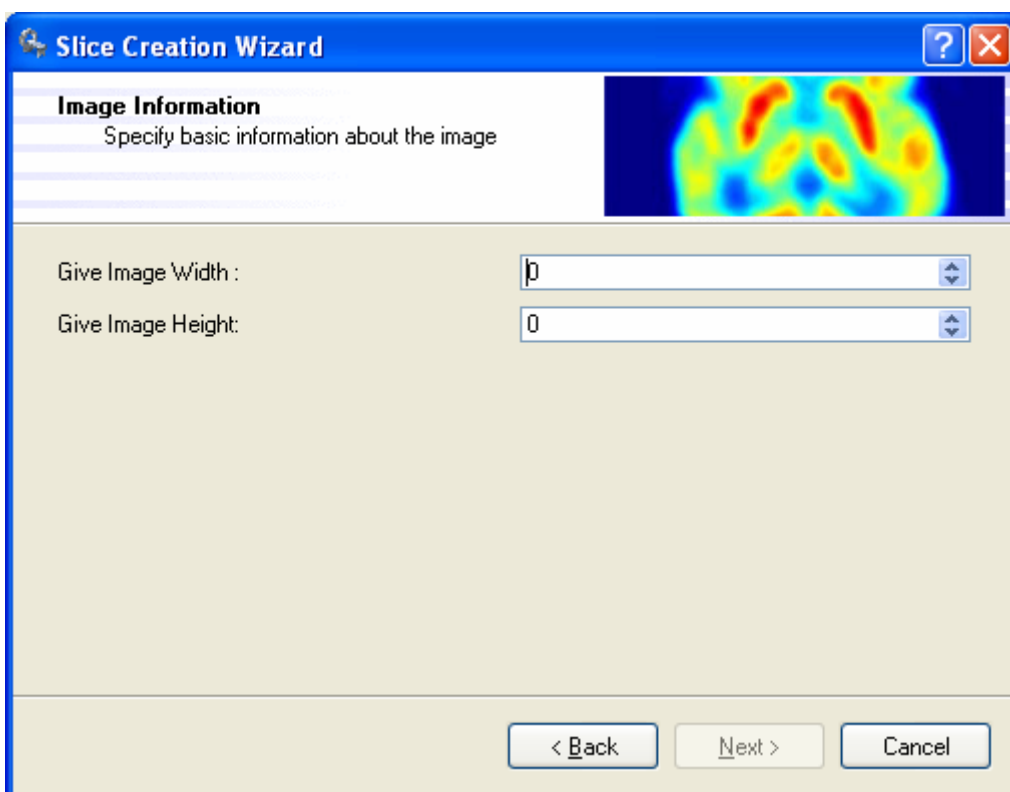 Slice Creation Wizard
?
Image Information
Specify basic information about the image
Give Image Width :
0
Give Image Height:
0
< Back
Next >
Cancel